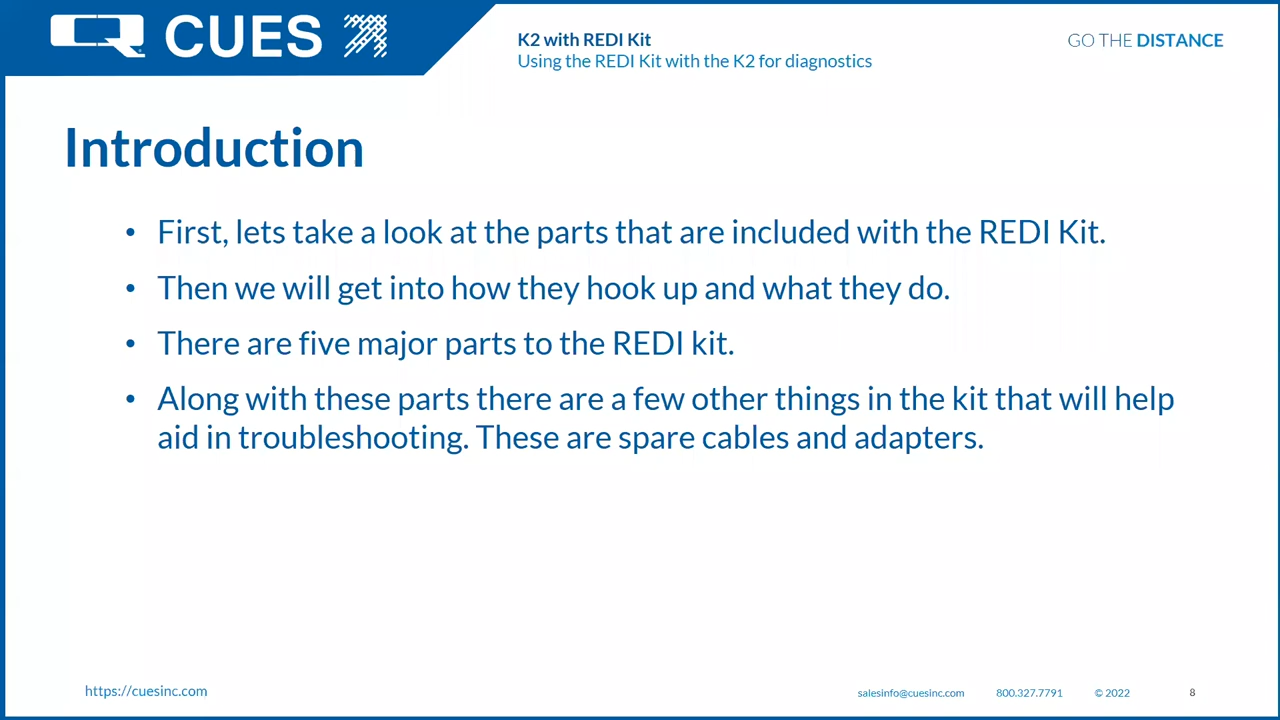 CUES
K2 with REDI Kit
Using the REDI Kit with the K2 for diagnostics
GO THE DISTANCE
Introduction
• First, lets take a look at the parts that are included with the REDI Kit.
• Then we will get into how they hook up and what they do.
• There are five major parts to the REDI kit.
• Along with these parts there are a few other things in the kit that will help
aid in troubleshooting. These are spare cables and adapters.
https://cuesinc.com
salesinfo@cuesinc.com 800.327.7791 © 2022 8